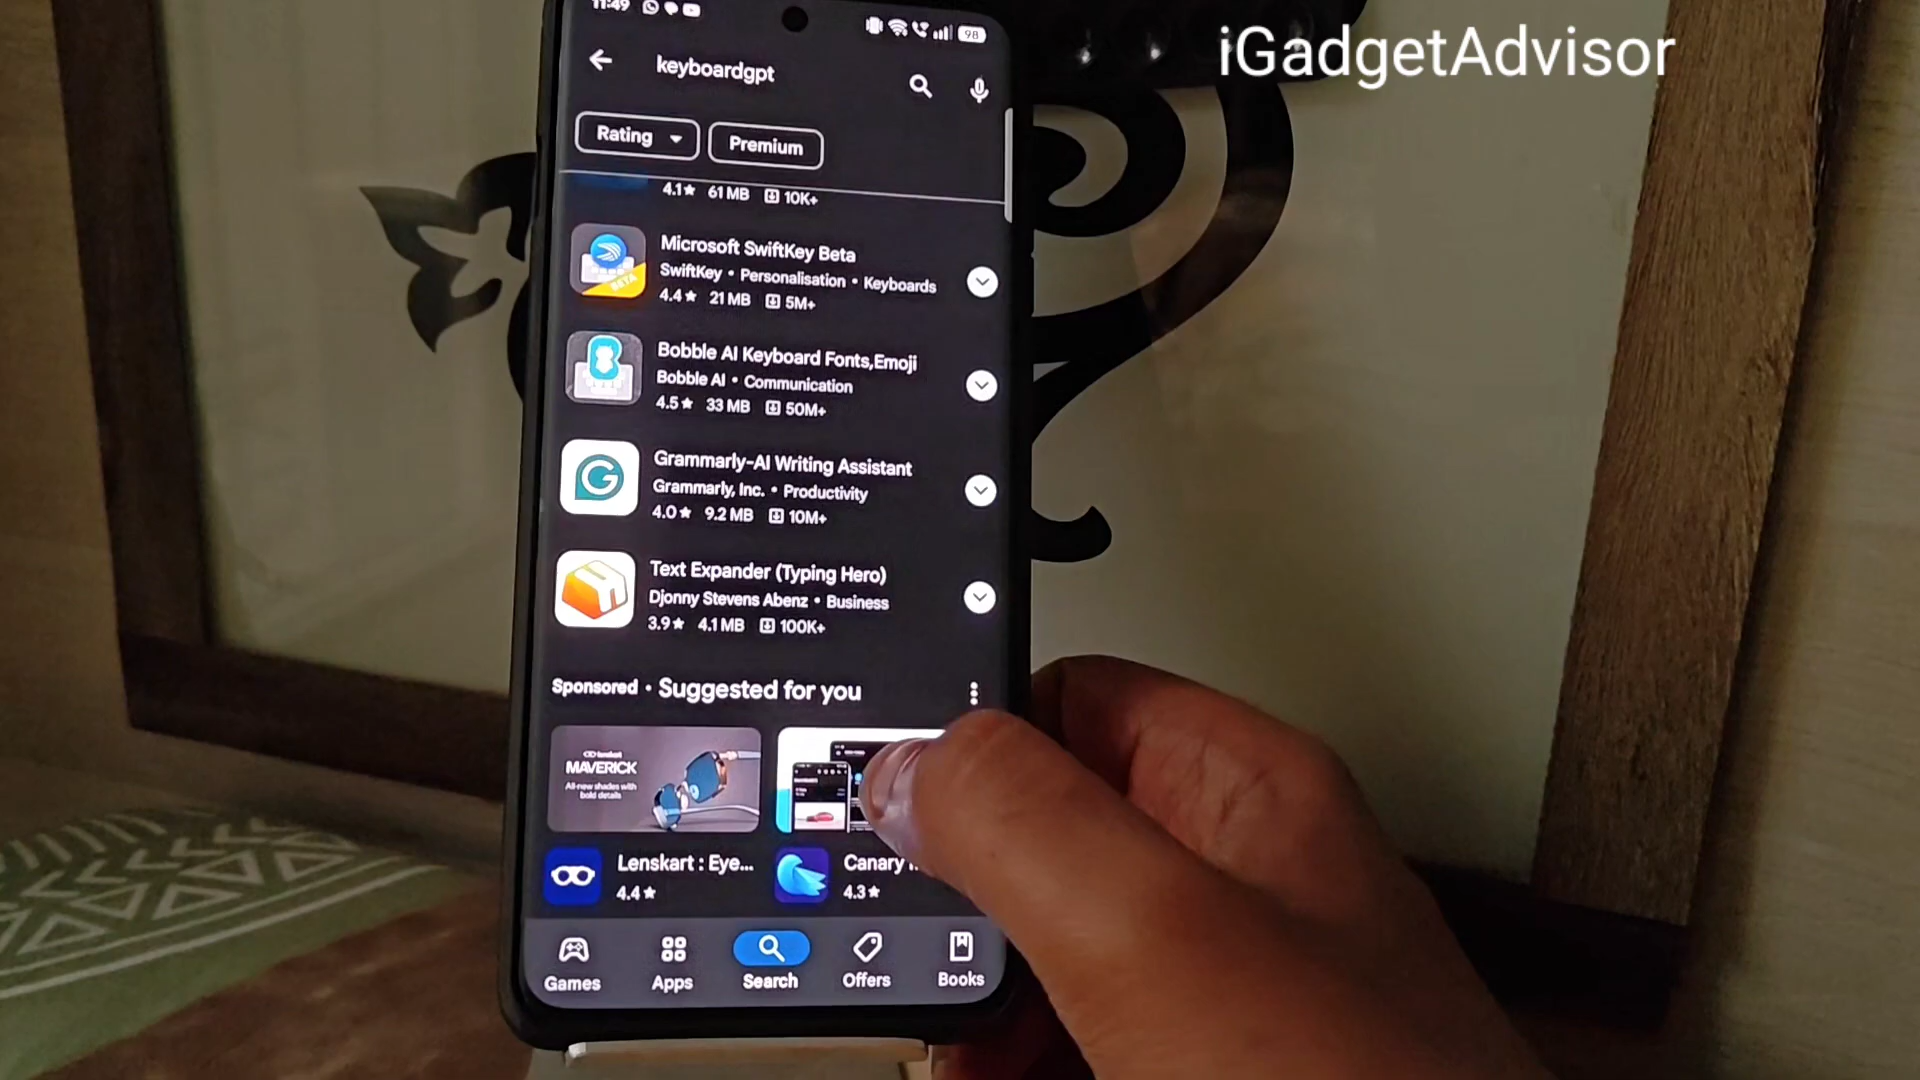 iGadgetAdvisor
11:49
98
keyboardgpt
Rating
Premium
4.1★ 61 MB 10K+
Microsoft SwiftKey Beta
SwiftKey • Personalisation • Keyboards
4.4★ 21 MB 5M+
BETA
Bobble AI Keyboard Fonts,Emoji
Bobble AI • Communication
4.5★ 33 MB 50M+
Grammarly-AI Writing Assistant
Grammarly, Inc. • Productivity
4.0★ 9.2 MB 10M+
Text Expander (Typing Hero)
Djonny Stevens Abenz • Business
3.9★ 4.1 MB 100K+
Sponsored • Suggested for you
lenskart
MAVERICK
All-new shades with
bold details
Lenskart : Eye...
4.4★
Canary
4.3★
Games
Apps
Search
Offers
Books